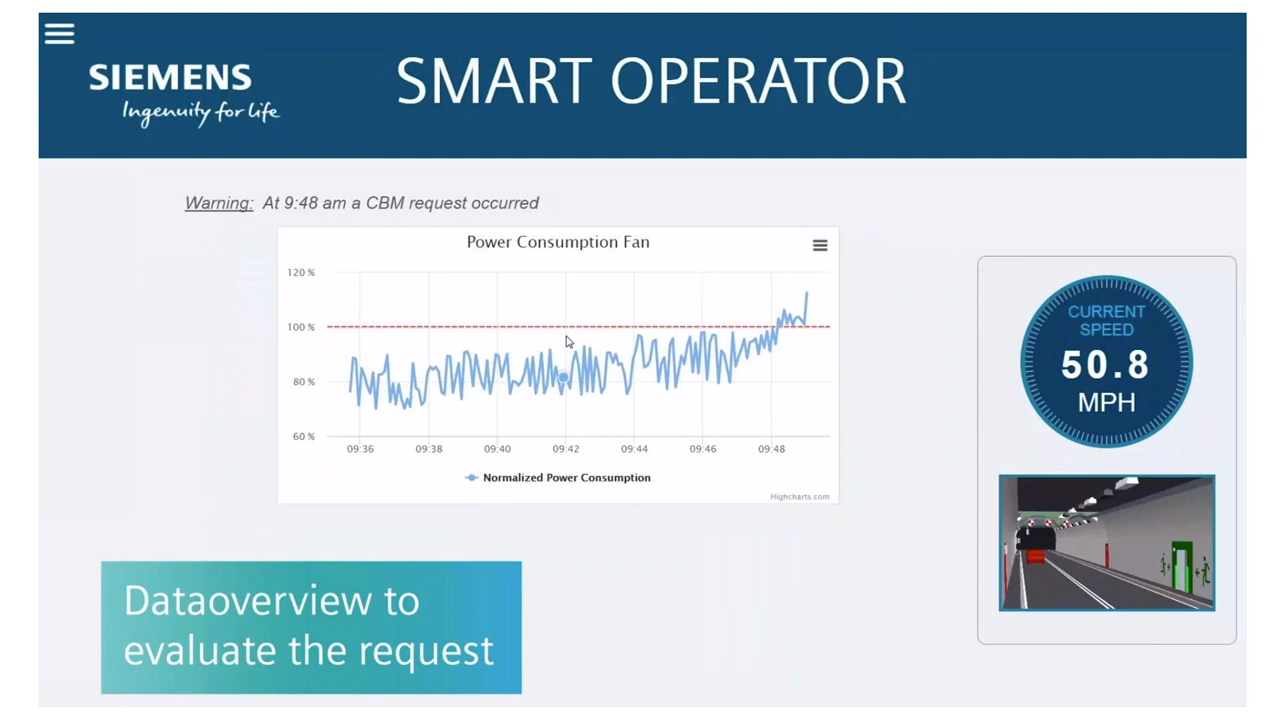 SIEMENS
Ingenuity for life
SMART OPERATOR
Warning: At 9:48 am a CBM request occurred
Power Consumption Fan
120 %
100 %
80 %
60 %
09:36 09:38 09:40 09:42 09:44 09:46 09:48
Normalized Power Consumption
Highcharts.com
CURRENT
SPEED
50.8
MPH
Dataoverview to
evaluate the request